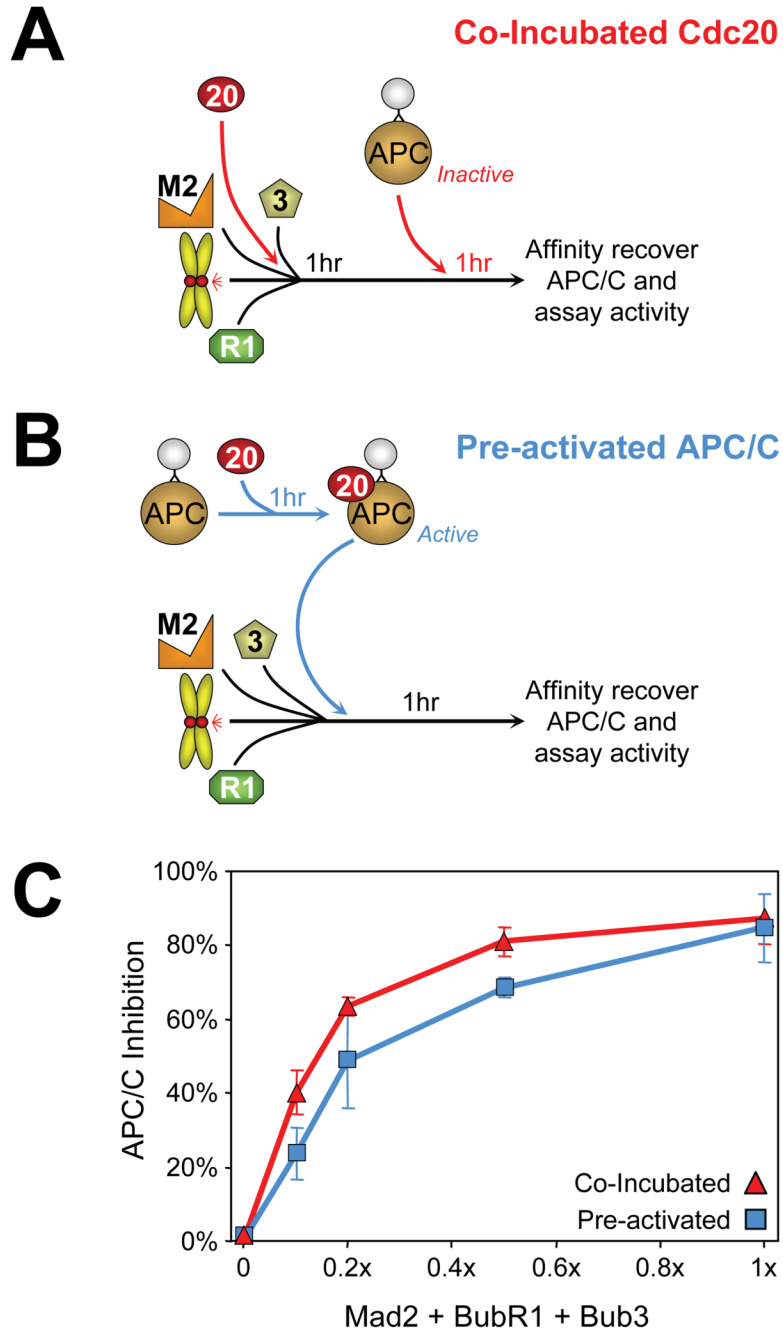 A
Co-Incubated Cdc20
20
APC
Inactive
M2
3
1hr
1hr
R1
Affinity recover
APC/C and
assay activity
B
Pre-activated APC/C
20
1hr
APC
20
APC
Active
M2
3
1hr
R1
Affinity recover
APC/C and
assay activity
C
100%
80%
60%
40%
20%
0%
APC/C Inhibition
Co-Incubated
Pre-activated
0
0.2x
0.4x
0.6x
0.8x
1x
Mad2 + BubR1 + Bub3